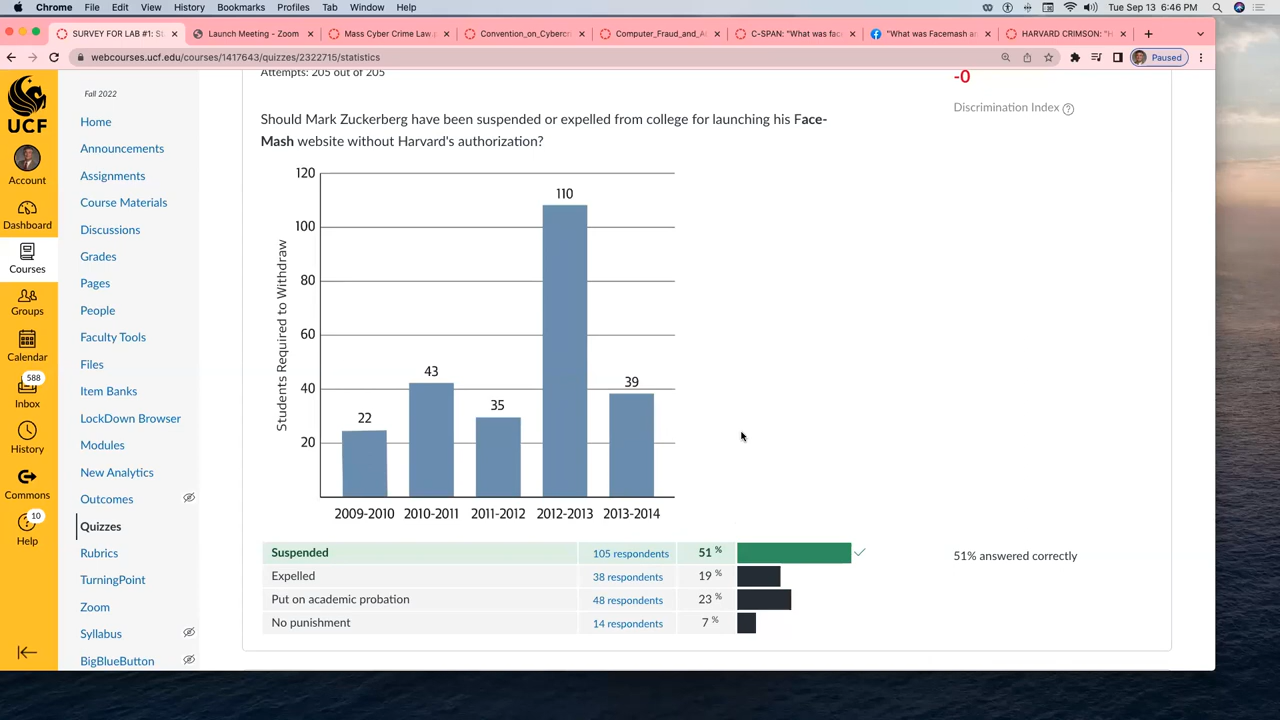 Chrome File Edit View History Bookmarks Profiles Tab Window Help Tue Sep 13 6:46 PM
SURVEY FOR LAB #1: St Launch Meeting - Zoom Mass Cyber Crime Law. Convention_on_Cybercr Computer_Fraud_and_A C-SPAN: "What was face "What was Facemash an HARVARD CRIMSON: "H
webcourses.ufc.edu/courses/1417643/quizzes/2322715/statistics Paused
UCF
Account
Dashboard
Courses
Groups
Calendar
588
Inbox
History
Commons
10
Help
Fall 2022
Home
Announcements
Assignments
Course Materials
Discussions
Grades
Pages
People
Faculty Tools
Files
Item Banks
LockDown Browser
Modules
New Analytics
Outcomes
Quizzes
Rubrics
TurningPoint
Zoom
Syllabus
BigBlueButton
Attempts: 205 out of 205
-0
Discrimination Index ?
Should Mark Zuckerberg have been suspended or expelled from college for launching his Face-
Mash website without Harvard's authorization?
Students Required to Withdraw
120
100
80
60
40
20
22
43
35
110
39
2009-2010 2010-2011 2011-2012 2012-2013 2013-2014
Suspended 105 respondents 51 %
Expelled 38 respondents 19 %
Put on academic probation 48 respondents 23 %
No punishment 14 respondents 7 %
51% answered correctly